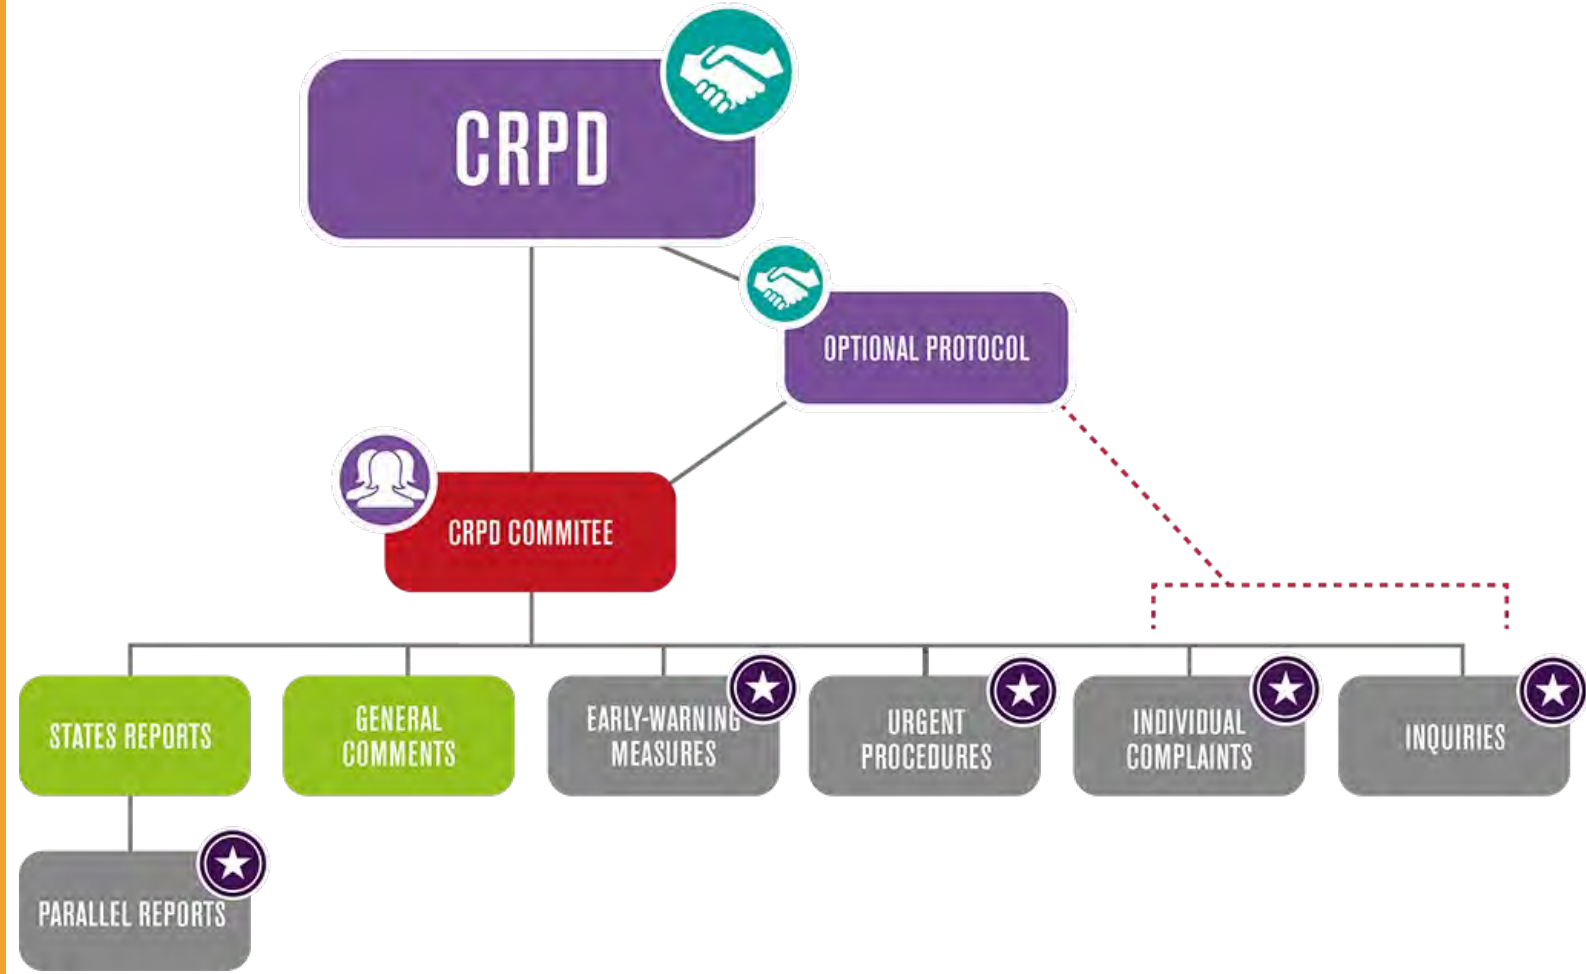 CRPD
OPTIONAL PROTOCOL
CRPD COMMITEE
STATES REPORTS
GENERAL
COMMENTS
EARLY-WARNING
MEASURES
URGENT
PROCEDURES
INDIVIDUAL
COMPLAINTS
INQUIRIES
PARALLEL REPORTS